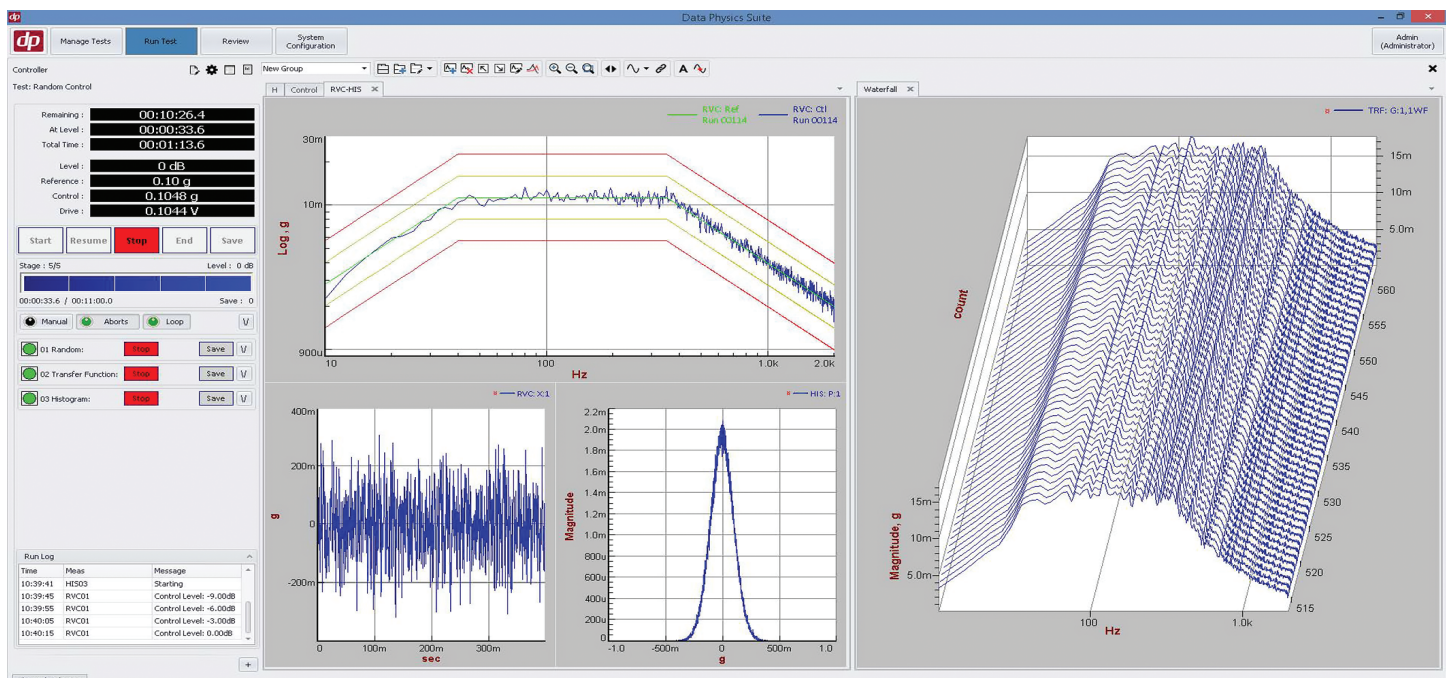 dp
Data Physics Suite
dp
Manage Tests
Run Test
Review
System
Configuration
Admin
(Administrator)
Controller
Test: Random Control
Remaining : 00:10:26.4
At Level : 00:00:33.6
Total Time : 00:01:13.6
Level : 0 dB
Reference : 0.10 g
Control : 0.1048 g
Drive : 0.1044 V
Start Resume Stop End Save
Stage : 5/5 Level : 0 dB
00:00:33.6 / 00:11:00.0 Save : 0
Manual Aborts Loop V
01 Random: Stop Save V
02 Transfer Function: Stop Save V
03 Histogram: Stop Save V
Run Log
Time Meas Message
10:39:41 HIS03 Starting
10:39:45 RVC01 Control Level: -9.00dB
10:39:55 RVC01 Control Level: -6.00dB
10:40:05 RVC01 Control Level: -3.00dB
10:40:15 RVC01 Control Level: 0.00dB
+
New Group
A
H Control RVC-HIS
RVC: Ref
Run 00114
RVC: Ctl
Run 00114
30m
10m
900u
Log, g
10 100 1.0k 2.0k
Hz
RVC: X:1
400m
200m
0
-200m
g
0 100m 200m 300m
sec
HIS: P:1
2.2m
2.0m
1.8m
1.6m
1.4m
1.2m
1.0m
800u
600u
400u
200u
0
Magnitude
-1.0 -500m 0 500m 1.0
g
Waterfall
TRF: G:1,1WF
15m
10m
5.0m
count
560
555
550
545
540
535
530
525
520
515
15m
10m
5.0m
Magnitude, g
100 1.0k
Hz